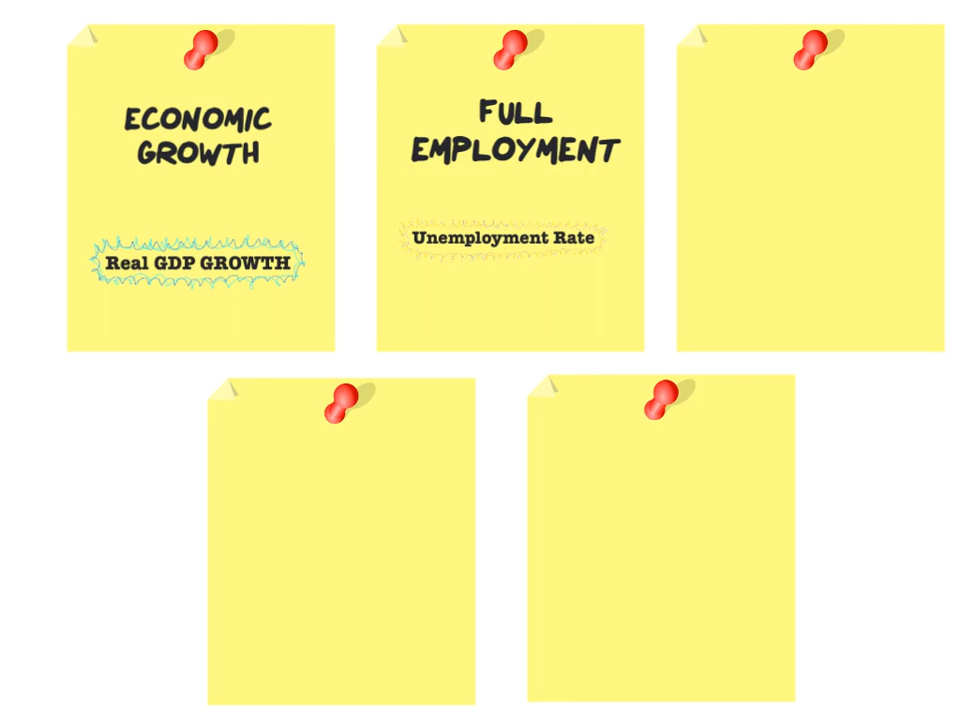 ECONOMIC
GROWTH
Real GDP GROWTH
FULL
EMPLOYMENT
Unemployment Rate